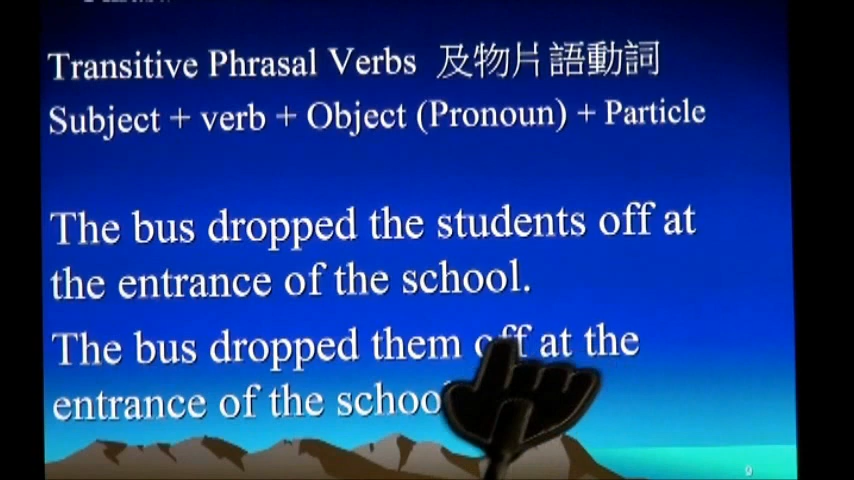 Transitive Phrasal Verbs 及物片語動詞
Subject + verb + Object (Pronoun) + Particle
The bus dropped the students off at
the entrance of the school.
The bus dropped them off at the
entrance of the schoo
9